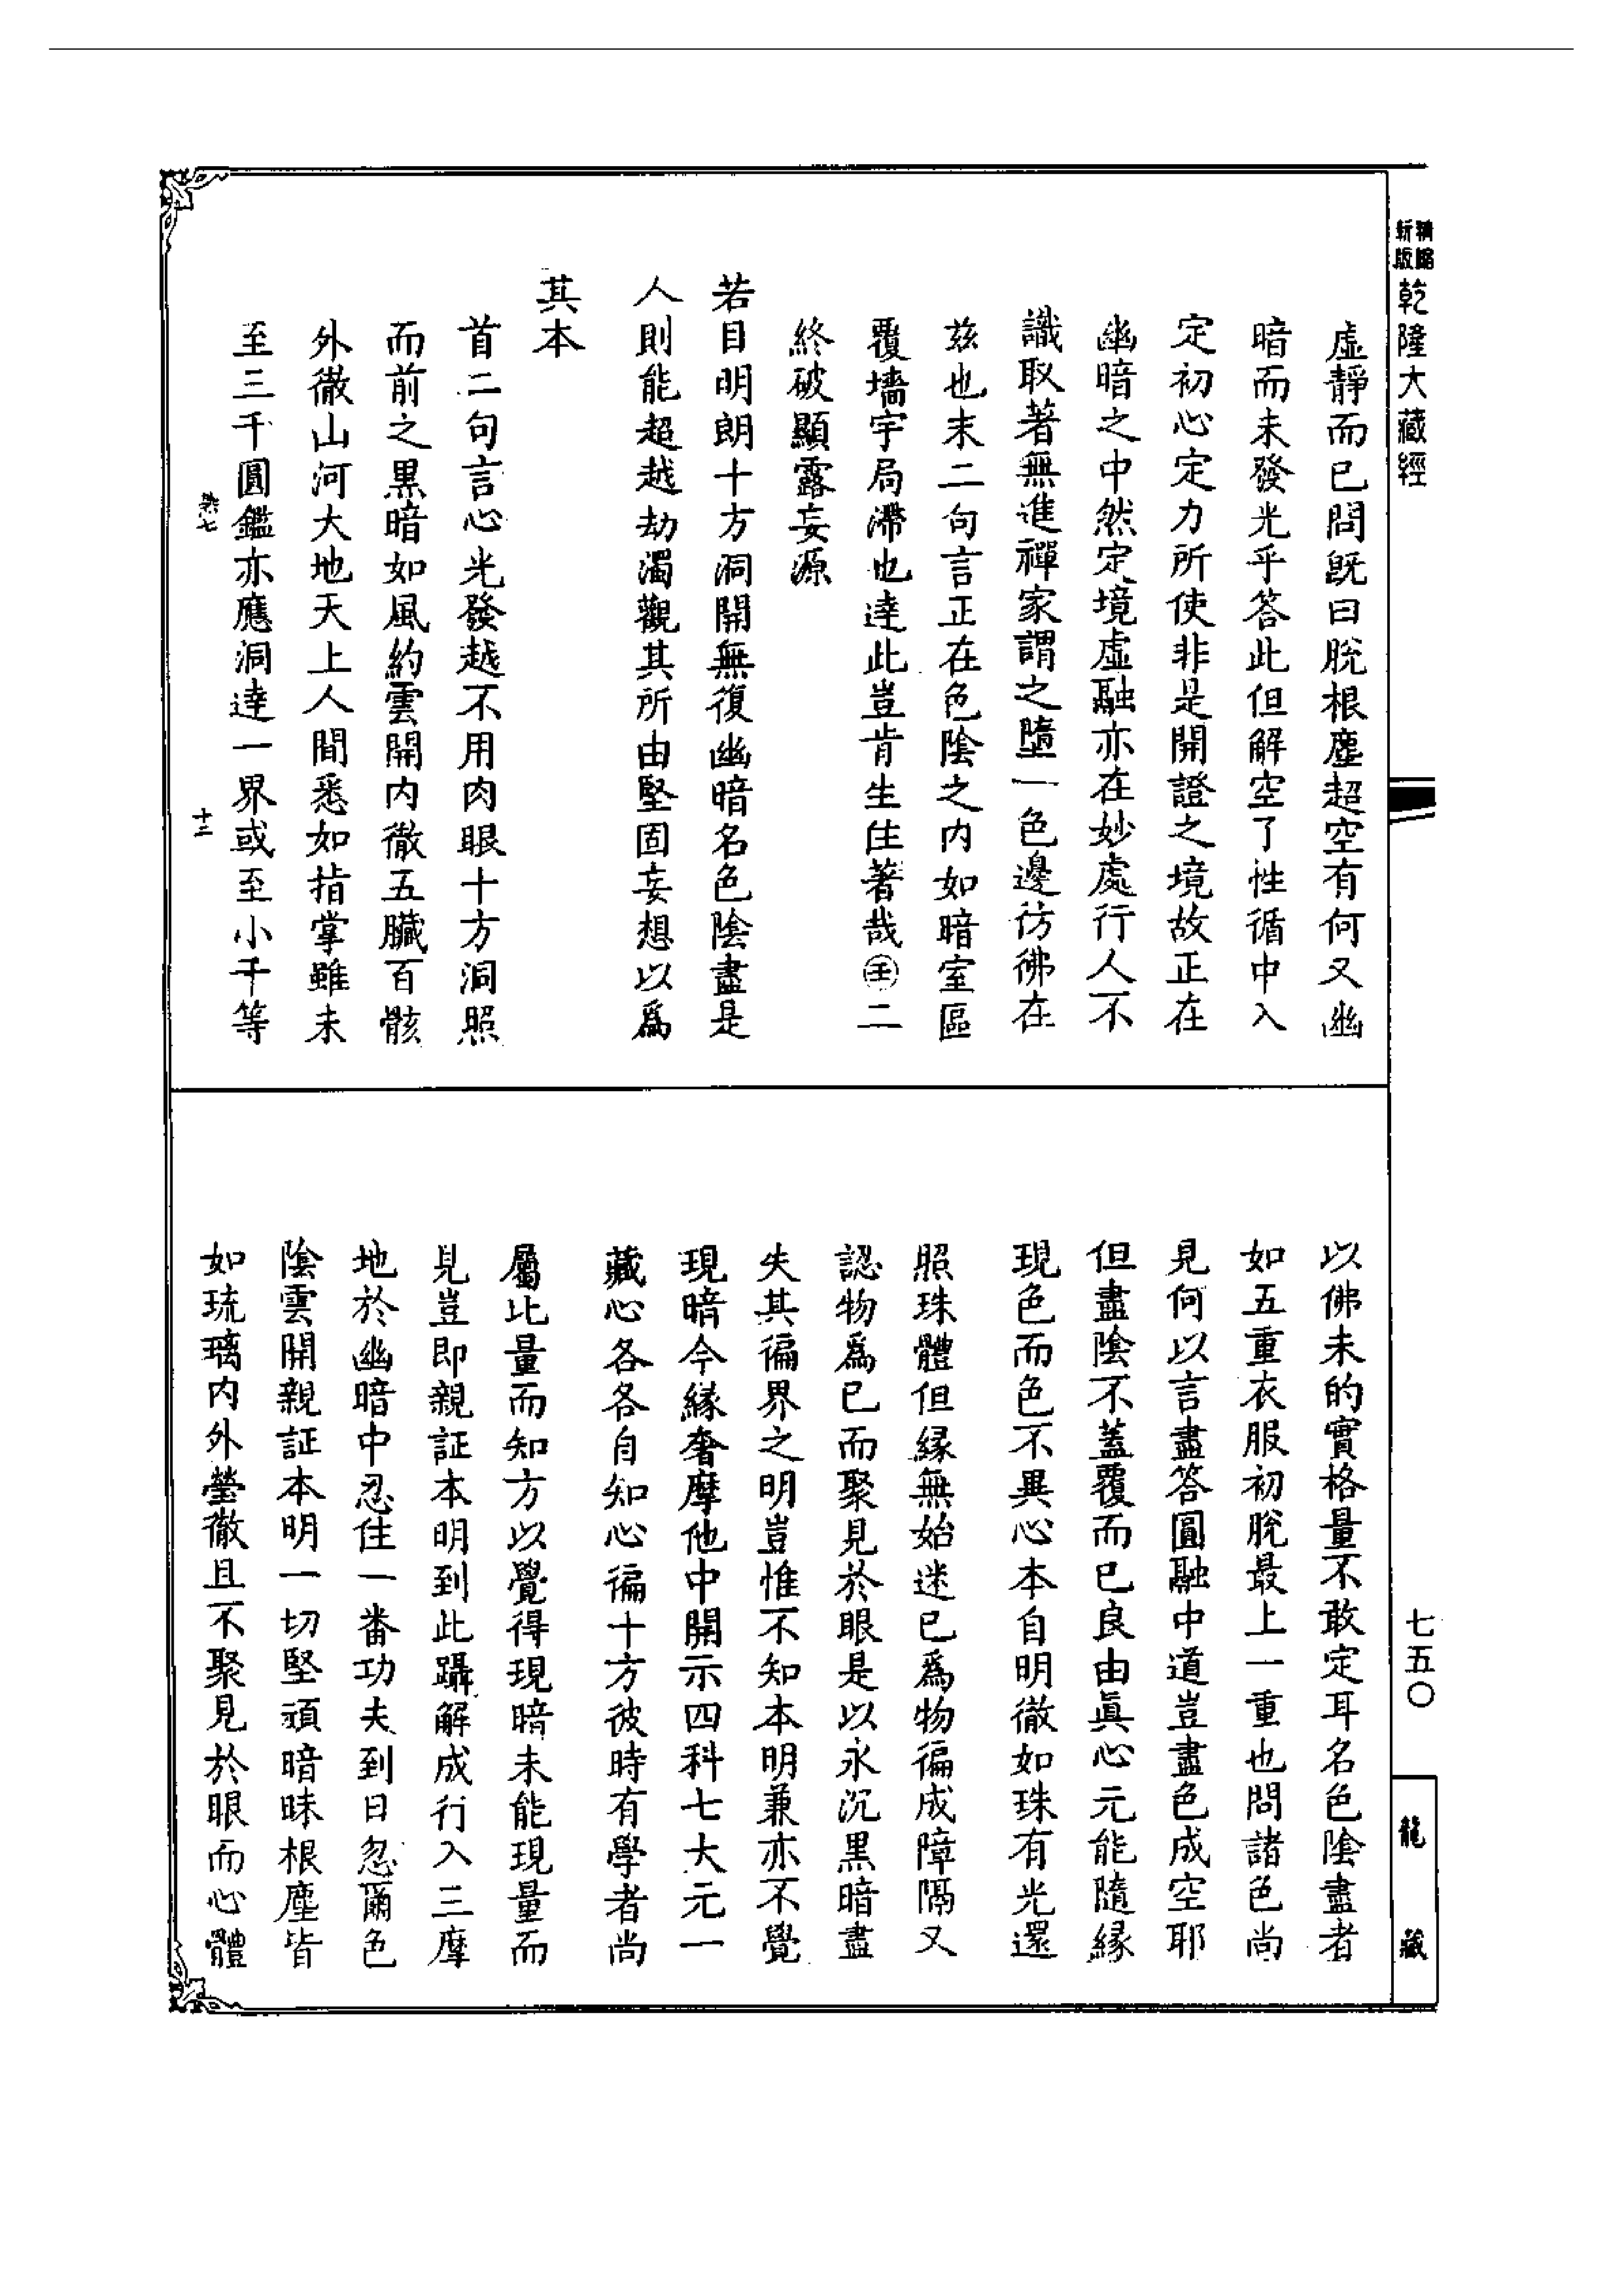 精縮新版
乾隆大藏經
虛靜而已問既曰脫根塵超空有何又幽
暗而未發光乎答此但解空了性循中入
定初心定力所使非是開證之境故正在
幽暗之中然定境虛融亦在妙處行人不
識取著無進禪家謂之墮一色邊彷彿在
茲也末二句言正在色陰之內如暗室區
覆墻宇局滯也達此豈肯生住著哉㊅二
終破顯露妄源
若目明朗十方洞開無復幽暗名色陰盡是
人則能超越劫濁觀其所由堅固妄想以爲
其本
首二句言心光發越不用肉眼十方洞照
而前之黑暗如風約雲開內徹五臟百骸
外徹山河大地天上人間悉如指掌雖未
至三千圓鑑亦應洞達一界或至小千等
十三
以佛未的實格量不敢定耳名色陰盡者
如五重衣服初脫最上一重也問諸色尚
見何以言盡答圓融中道豈盡色成空耶
但盡陰不蓋覆而已良由眞心元能隨緣
現色而色不異心本自明徹如珠有光還
照珠體但緣無始迷已爲物徧成障隔又
認物爲已而聚見於眼是以永沉黑暗盡
失其徧界之明豈惟不知本明兼亦不覺
現暗今緣奢摩他中開示四科七大元一
藏心各各自知心徧十方彼時有學者尚
屬比量而知方以覺得現暗未能現量而
見豈即親証本明到此躡解成行入三摩
地於幽暗中忍住一番功夫到日忽爾色
陰雲開親証本明一切堅頑暗昧根塵皆
如琉璃內外瑩徹且不聚見於眼而心體
七五〇
龍藏